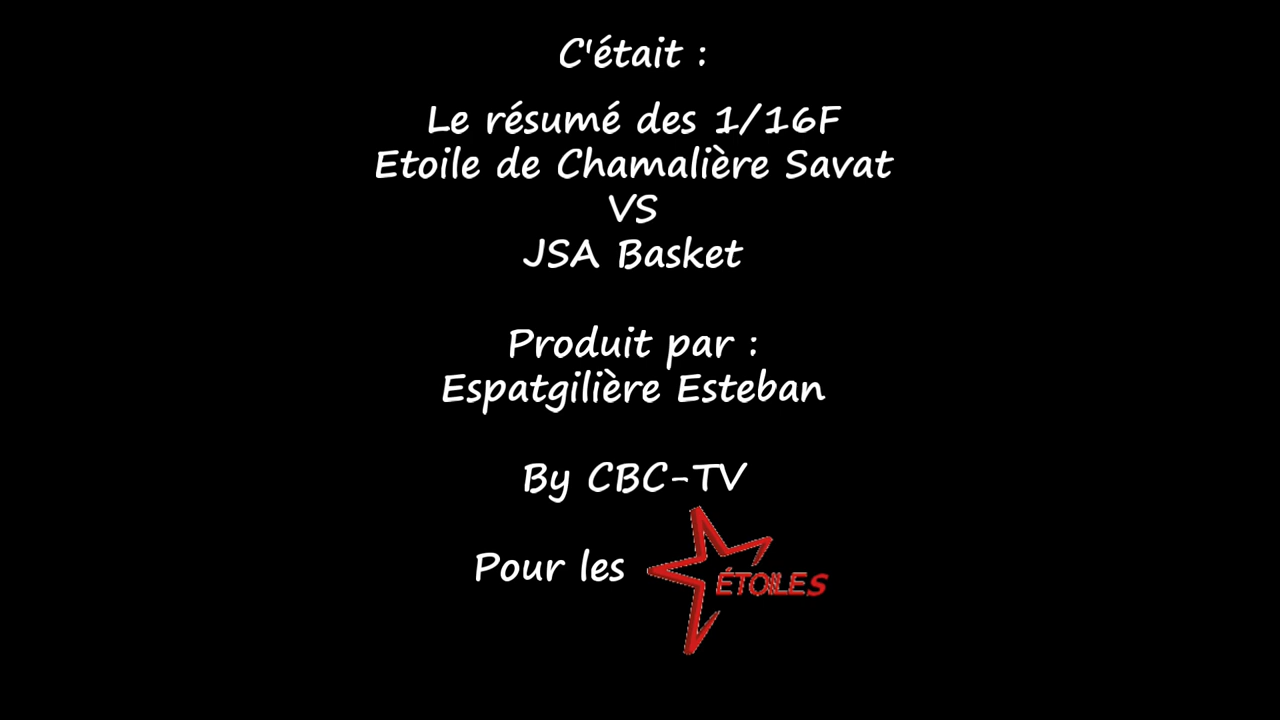 C'était :
Le résumé des 1/16F
Etoile de Chamalière Savat
VS
JSA Basket
Produit par :
Espatgilière Esteban
By CBC-TV
Pour les ÉTOILES